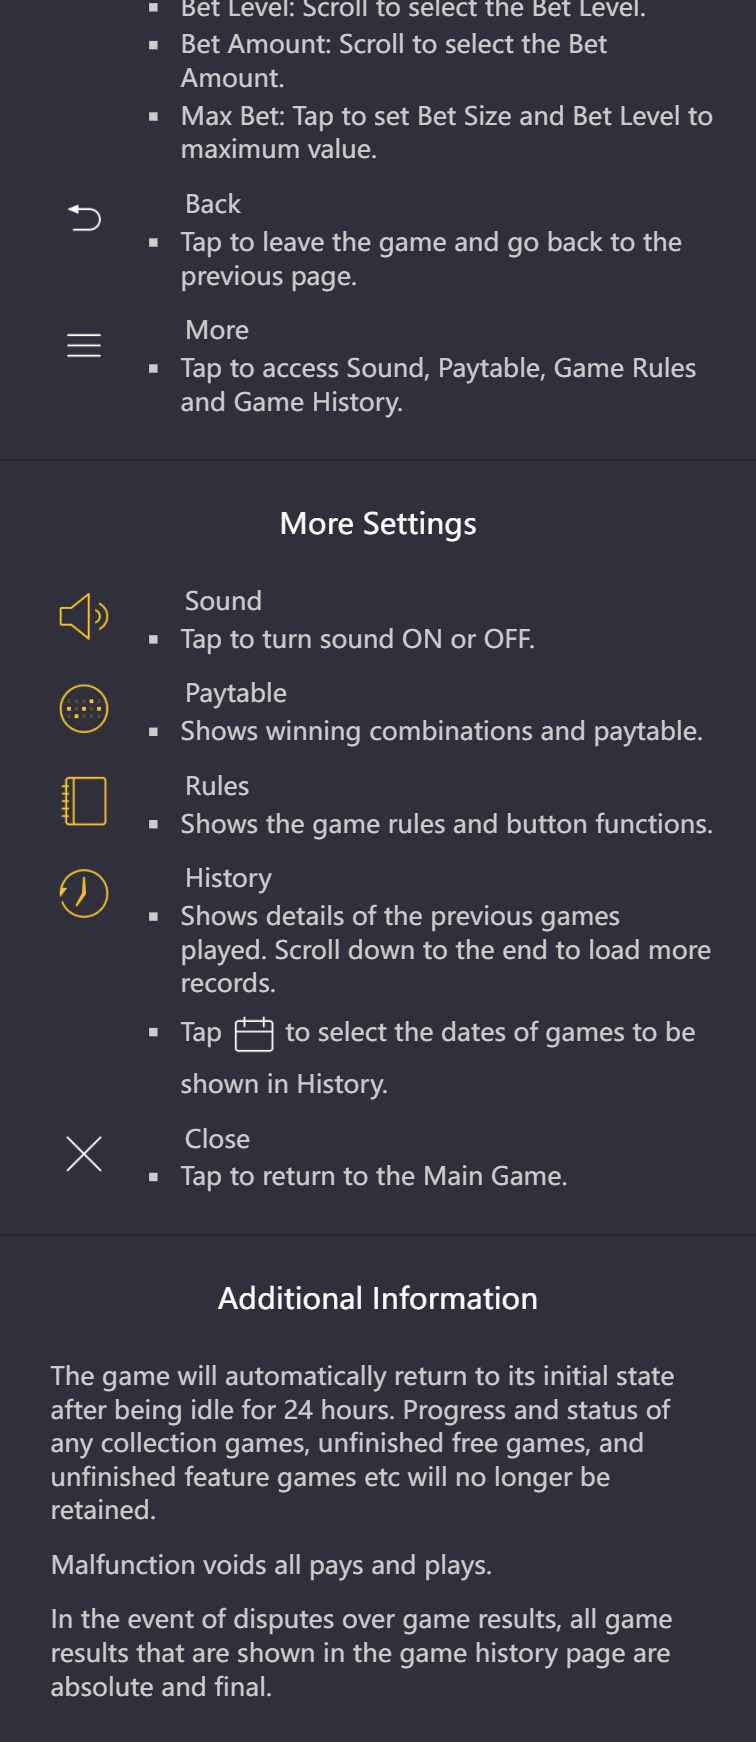 ▪ Bet Level: Scroll to select the Bet Level.
▪ Bet Amount: Scroll to select the Bet
Amount.
▪ Max Bet: Tap to set Bet Size and Bet Level to
maximum value.
Back
▪ Tap to leave the game and go back to the
previous page.
More
▪ Tap to access Sound, Paytable, Game Rules
and Game History.
More Settings
Sound
▪ Tap to turn sound ON or OFF.
Paytable
▪ Shows winning combinations and paytable.
Rules
▪ Shows the game rules and button functions.
History
▪ Shows details of the previous games
played. Scroll down to the end to load more
records.
▪ Tap to select the dates of games to be
shown in History.
Close
▪ Tap to return to the Main Game.
Additional Information
The game will automatically return to its initial state
after being idle for 24 hours. Progress and status of
any collection games, unfinished free games, and
unfinished feature games etc will no longer be
retained.
Malfunction voids all pays and plays.
In the event of disputes over game results, all game
results that are shown in the game history page are
absolute and final.